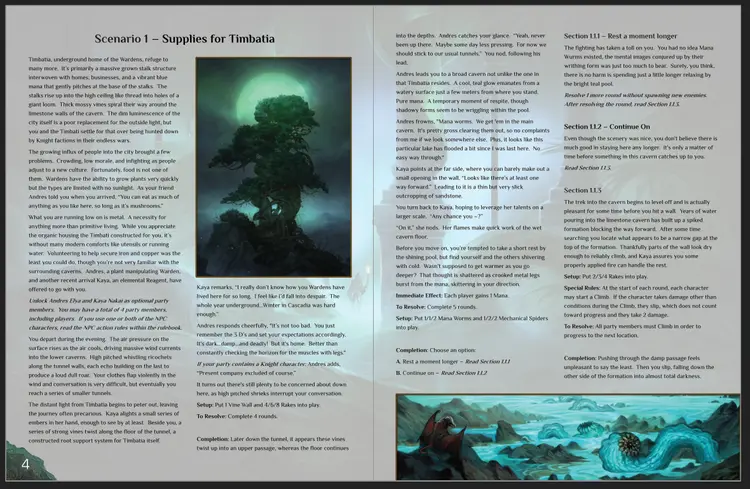 Scenario 1 – Supplies for Timbatia
Timbatia, underground home of the Wardens, refuge to
many more. It's primarily a massive grown stalk structure
interwoven with homes, businesses, and a vibrant blue
mana that gently pitches at the base of the stalks. The
stalks rise up into the high ceiling like thread into holes of a
giant loom. Thick mossy vines spiral their way around the
limestone walls of the cavern. The dim luminescence of the
city itself is a poor replacement for the outside light, but
you and the Timbati settle for that over being hunted down
by Knight factions in their endless wars.
The growing influx of people into the city brought a few
problems. Crowding, low morale, and infighting as people
adjust to a new culture. Fortunately, food is not one of
them. Wardens have the ability to grow plants very quickly
but the types are limited with no sunlight. As your friend
Andres told you when you arrived, "You can eat as much of
anything as you like here, so long as it's mushrooms."
What you are running low on is metal. A necessity for
anything more than primitive living. While you appreciate
the organic housing the Timbati constructed for you, it's
without many modern comforts like utensils or running
water. Volunteering to help secure iron and copper was the
least you could do, though you're not very familiar with the
surrounding caverns. Andres, a plant manipulating Warden,
and another recent arrival Kaya, an elemental Reagent, have
offered to go with you.
Unlock Andres Elsa and Kaya Nakai as optional party
members. You may have a total of 4 party members,
including players. If you use one or both of the NPC
characters, read the NPC action rules within the rulebook.
You depart during the evening. The air pressure on the
surface rises as the air cools, driving massive wind currents
into the lower caverns. High pitched whistling ricochets
along the tunnel walls, each echo building on the last to
produce a loud dull roar. Your clothes flap violently in the
wind and conversation is very difficult, but eventually you
reach a series of smaller tunnels.
The distant light from Timbatia begins to peter out, leaving
the journey often precarious. Kaya alights a small series of
embers in her hand, enough to see by at least. Beside you, a
series of strong vines twist along the floor of the tunnel, a
constructed root support system for Timbatia itself.
4
Kaya remarks, "I really don't know how you Wardens have
lived here for so long. I feel like I'd fall into despair. The
whole year underground...Winter in Cascadia was hard
enough."
Andres responds cheerfully, "It's not too bad. You just
remember the 3 D's and set your expectations accordingly.
It's dark...damp...and deadly! But it's home. Better than
constantly checking the horizon for the muscles with legs."
If your party contains a Knight character: Andres adds,
"Present company excluded of course."
It turns out there's still plenty to be concerned about down
here, as high pitched shrieks interrupt your conversation.
Setup: Put 1 Vine Wall and 4/6/8 Rakes into play.
To Resolve: Complete 4 rounds.
Completion: Later down the tunnel, it appears these vines
twist up into an upper passage, whereas the floor continues
into the depths. Andres catches your glance. "Yeah, never
been up there. Maybe some day less pressing. For now we
should stick to our usual tunnels." You nod, following his
lead.
Andres leads you to a broad cavern not unlike the one in
that Timbatia resides. A cool, teal glow emanates from a
watery surface just a few meters from where you stand.
Pure mana. A temporary moment of respite, though
shadowy forms seem to be wriggling within the pool.
Andres frowns, "Mana worms. We get 'em in the main
cavern. It's pretty gross clearing them out, so no complaints
from me if we look somewhere else. Plus, it looks like this
particular lake has flooded a bit since I was last here. No
easy way through."
Kaya points at the far side, where you can barely make out a
small opening in the wall. "Looks like there's at least one
way forward." Leading to it is a thin but very slick
outcropping of sandstone.
You turn back to Kaya, hoping to leverage her talents on a
larger scale. "Any chance you –?"
"On it," she nods. Her flames make quick work of the wet
cavern floor.
Before you move on, you're tempted to take a short rest by
the shining pool, but find yourself and the others shivering
with cold. Wasn't it supposed to get warmer as you go
deeper? That thought is shattered as crooked metal legs
burst from the mana, skittering in your direction.
Immediate Effect: Each player gains 1 Mana.
To Resolve: Complete 5 rounds.
Setup: Put 1/1/2 Mana Worms and 1/2/2 Mechanical Spiders
into play.
Completion: Choose an option:
A. Rest a moment longer – Read Section 1.1.1
B. Continue on – Read Section 1.1.2
Section 1.1.1 – Rest a moment longer
The fighting has taken a toll on you. You had no idea Mana
Wurms existed, the mental images conjured up by their
writhing form was just too much to bear. Surely, you think,
there is no harm is spending just a little longer relaxing by
the bright teal pool.
Resolve 1 more round without spawning new enemies.
After resolving the round, read Section 1.1.3.
Section 1.1.2 – Continue On
Even though the scenery was nice, you don't believe there is
much good in staying here any longer. It's only a matter of
time before something in this cavern catches up to you.
Read Section 1.1.3.
Section 1.1.3
The trek into the cavern begins to level off and is actually
pleasant for some time before you hit a wall. Years of water
pouring into the limestone cavern has built up a spiked
formation blocking the way forward. After some time
searching you locate what appears to be a narrow gap at the
top of the formation. Thankfully parts of the wall look dry
enough to reliably climb, and Kaya assures you some
properly applied fire can handle the rest.
Setup: Put 2/3/4 Rakes into play.
Special Roles: At the start of each round, each character
may start a Climb. If the character takes damage other than
conditions during the Climb, they slip, which does not count
toward progress and they take 2 damage.
To Resolve: All party members must Climb in order to
progress to the next location.
Completion: Pushing through the damp passage feels
unpleasant to say the least. Then you slip, falling down the
other side of the formation into almost total darkness.